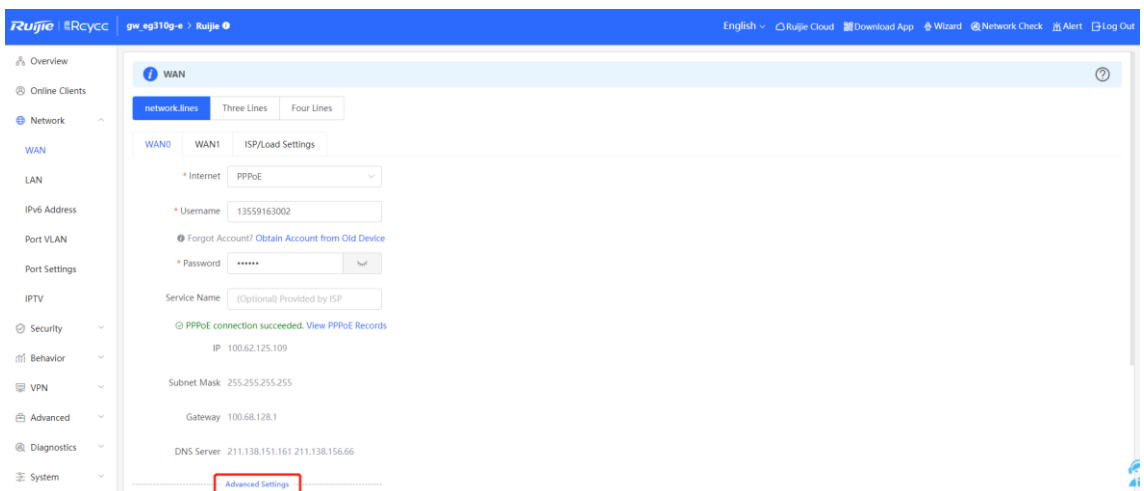 Ruijie Rcycc gw_eg310g-e > Ruijie English Ruijie Cloud Download App Wizard Network Check Alert Log Out
Overview
Online Clients
Network
WAN
LAN
IPv6 Address
Port VLAN
Port Settings
IPTV
Security
Behavior
VPN
Advanced
Diagnostics
System
WAN
network.lines Three Lines Four Lines
WAN0 WAN1 ISP/Load Settings
* Internet PPPoE
* Username 13559163002
Forgot Account? Obtain Account from Old Device
* Password ••••••
Service Name (Optional) Provided by ISP
PPPoE connection succeeded. View PPPoE Records
IP 100.62.125.109
Subnet Mask 255.255.255.255
Gateway 100.68.128.1
DNS Server 211.138.151.161 211.138.156.66
Advanced Settings